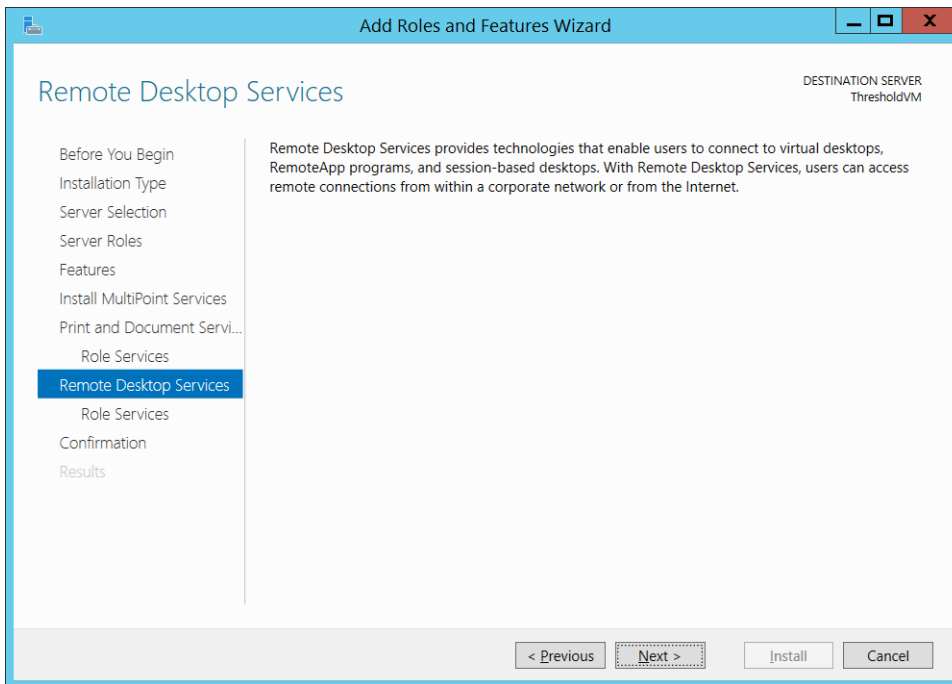 Add Roles and Features Wizard
X
Remote Desktop Services
DESTINATION SERVER
ThresholdVM
Before You Begin
Installation Type
Server Selection
Server Roles
Features
Install MultiPoint Services
Print and Document Servi...
Role Services
Remote Desktop Services
Role Services
Confirmation
Results
Remote Desktop Services provides technologies that enable users to connect to virtual desktops,
RemoteApp programs, and session-based desktops. With Remote Desktop Services, users can access
remote connections from within a corporate network or from the Internet.
< Previous
Next >
Install
Cancel